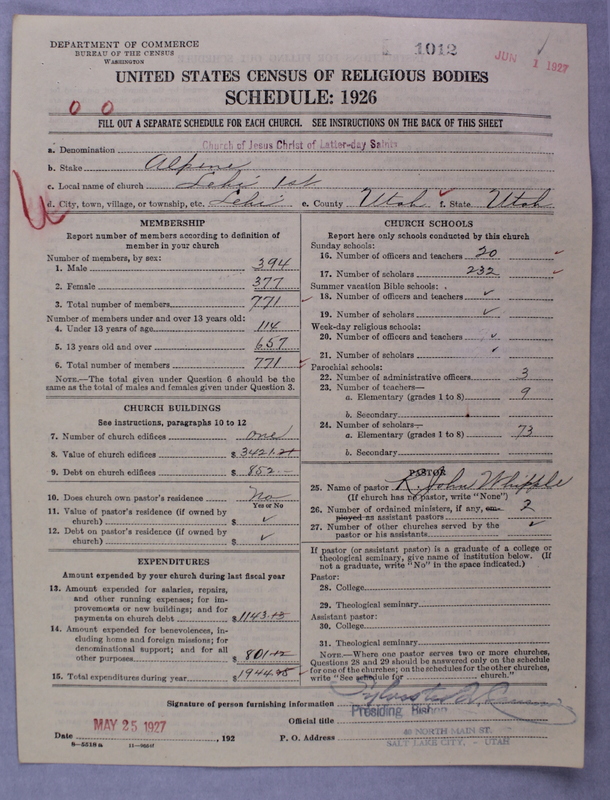 DEPARTMENT OF COMMERCE
BUREAU OF THE CENSUS
WASHINGTON
1012
JUN 1 1927
UNITED STATES CENSUS OF RELIGIOUS BODIES
SCHEDULE: 1926
0 0
FILL OUT A SEPARATE SCHEDULE FOR EACH CHURCH. SEE INSTRUCTIONS ON THE BACK OF THIS SHEET
a. Denomination Church of Jesus Christ of Latter-day Saints
b. Stake Alpine
c. Local name of church Lehi 1st
d. City, town, village, or township, etc. Lehi e. County Utah f. State Utah
MEMBERSHIP
Report number of members according to definition of
member in your church
Number of members, by sex:
1. Male 394
2. Female 377
3. Total number of members 771
Number of members under and over 13 years old:
4. Under 13 years of age 114
5. 13 years old and over 657
6. Total number of members 771
NOTE.—The total given under Question 6 should be the
same as the total of males and females given under Question 3.
CHURCH BUILDINGS
See instructions, paragraphs 10 to 12
7. Number of church edifices one
8. Value of church edifices $ 3421.21
9. Debt on church edifices $ 852.—
10. Does church own pastor's residence No
Yes or No
11. Value of pastor's residence (if owned by
church) $ ✓
12. Debt on pastor's residence (if owned by
church) $ ✓
EXPENDITURES
Amount expended by your church during last fiscal year
13. Amount expended for salaries, repairs,
and other running expenses; for im-
provements or new buildings; and for
payments on church debt $ 1143.13
14. Amount expended for benevolences, in-
cluding home and foreign missions; for
denominational support; and for all
other purposes $ 801.12
15. Total expenditures during year $ 1944.25
CHURCH SCHOOLS
Report here only schools conducted by this church
Sunday schools:
16. Number of officers and teachers 20
17. Number of scholars 232
Summer vacation Bible schools:
18. Number of officers and teachers ✓
19. Number of scholars ✓
Week-day religious schools:
20. Number of officers and teachers ✓
21. Number of scholars ✓
Parochial schools:
22. Number of administrative officers 3
23. Number of teachers—
a. Elementary (grades 1 to 8) 9
b. Secondary
24. Number of scholars—
a. Elementary (grades 1 to 8) 73
b. Secondary
PASTOR
25. Name of pastor R. John Whipple
(If church has no pastor, write "None")
26. Number of ordained ministers, if any, em-
ployed as assistant pastors 2
27. Number of other churches served by the
pastor or his assistants ✓
If pastor (or assistant pastor) is a graduate of a college or
theological seminary, give name of institution below. (If
not a graduate, write "No" in the space indicated.)
Pastor:
28. College
29. Theological seminary
Assistant pastor:
30. College
31. Theological seminary
NOTE.—Where one pastor serves two or more churches,
Questions 28 and 29 should be answered only on the schedule
for one of the churches; on the schedules for the other churches,
write "See schedule for church."
Signature of person furnishing information
Official title Presiding Bishop
MAY 25 1927
Date , 192 P. O. Address 40 NORTH MAIN ST.
SALT LAKE CITY, - UTAH
8-5518a